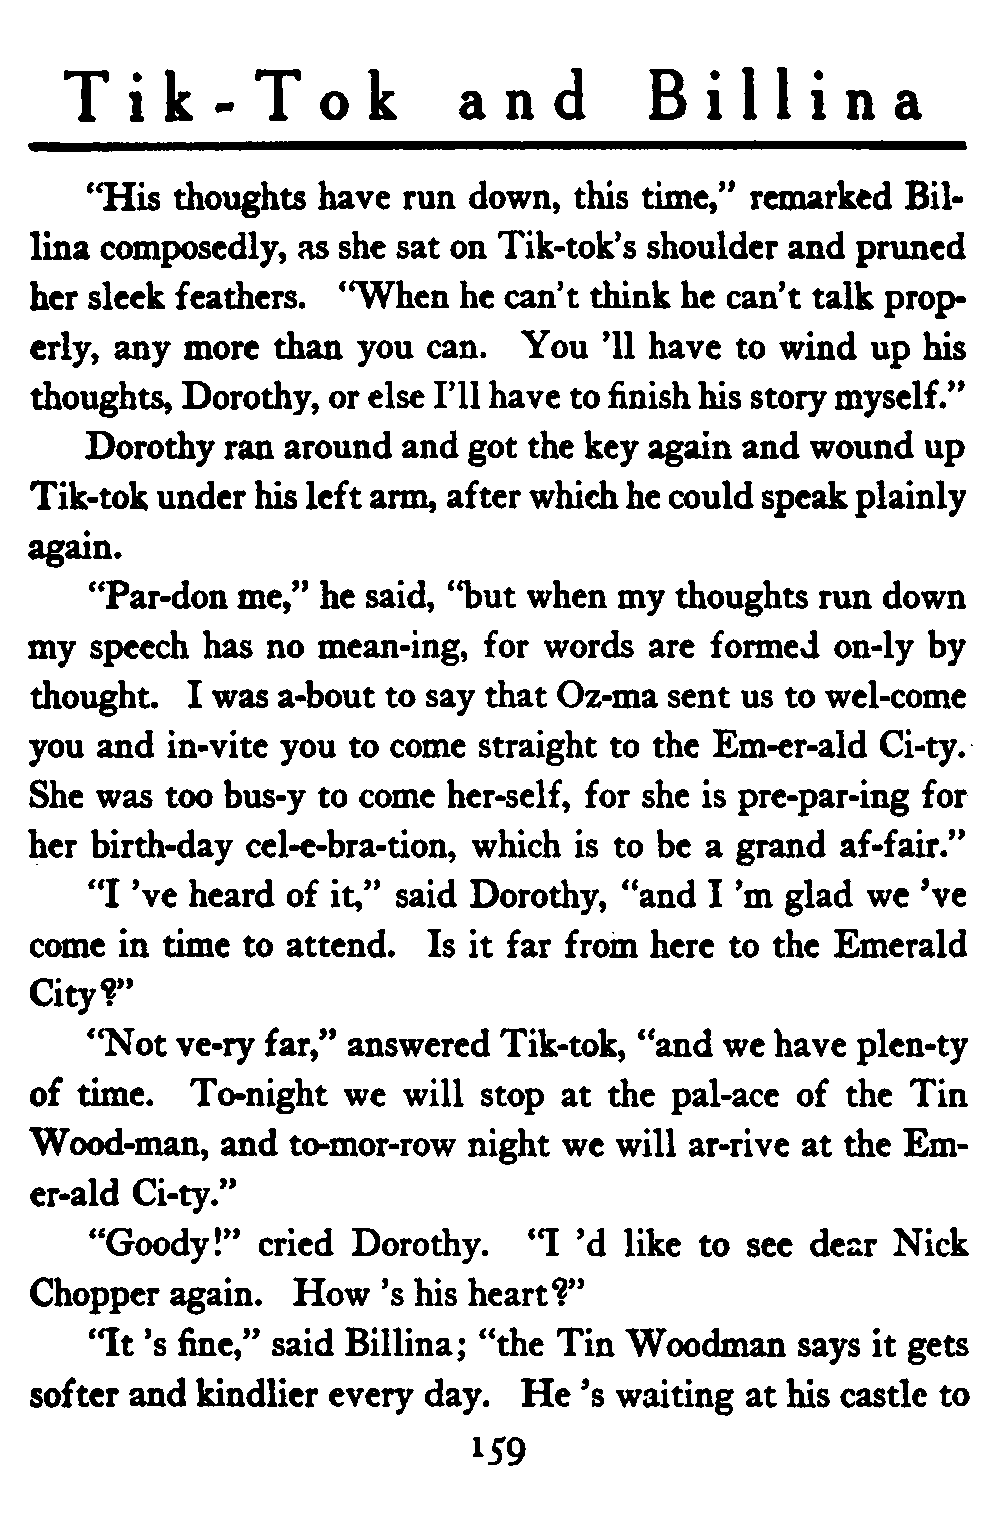 Tik-Tok and Billina
“His thoughts have run down, this time,” remarked Bil-
lina composedly, as she sat on Tik-tok’s shoulder and pruned
her sleek feathers. “When he can’t think he can’t talk prop-
erly, any more than you can. You ’ll have to wind up his
thoughts, Dorothy, or else I’ll have to finish his story myself.”
Dorothy ran around and got the key again and wound up
Tik-tok under his left arm, after which he could speak plainly
again.
“Par-don me,” he said, “but when my thoughts run down
my speech has no mean-ing, for words are formed on-ly by
thought. I was a-bout to say that Oz-ma sent us to wel-come
you and in-vite you to come straight to the Em-er-ald Ci-ty.
She was too bus-y to come her-self, for she is pre-par-ing for
her birth-day cel-e-bra-tion, which is to be a grand af-fair.”
“I ’ve heard of it,” said Dorothy, “and I ’m glad we ’ve
come in time to attend. Is it far from here to the Emerald
City?”
“Not ve-ry far,” answered Tik-tok, “and we have plen-ty
of time. To-night we will stop at the pal-ace of the Tin
Wood-man, and to-mor-row night we will ar-rive at the Em-
er-ald Ci-ty.”
“Goody!” cried Dorothy. “I ’d like to see dear Nick
Chopper again. How ’s his heart?”
“It ’s fine,” said Billina; “the Tin Woodman says it gets
softer and kindlier every day. He ’s waiting at his castle to
159